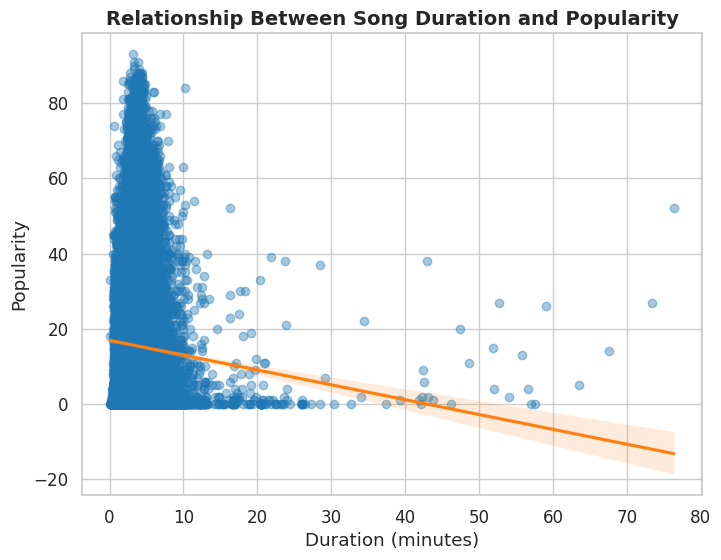 Relationship Between Song Duration and Popularity
Popularity
80
60
40
20
0
−20
0 10 20 30 40 50 60 70 80
Duration (minutes)